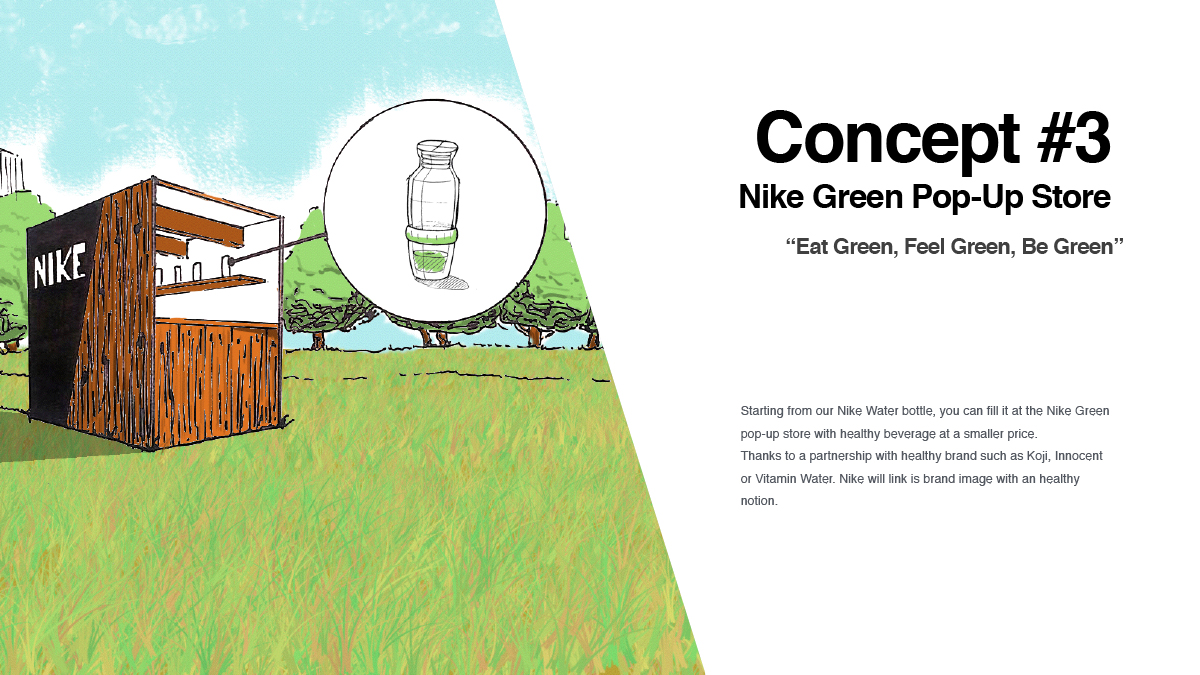 Concept #3
Nike Green Pop-Up Store
“Eat Green, Feel Green, Be Green”
NIKE
Starting from our Nike Water bottle, you can fill it at the Nike Green
pop-up store with healthy beverage at a smaller price.
Thanks to a partnership with healthy brand such as Koji, Innocent
or Vitamin Water. Nike will link is brand image with an healthy
notion.